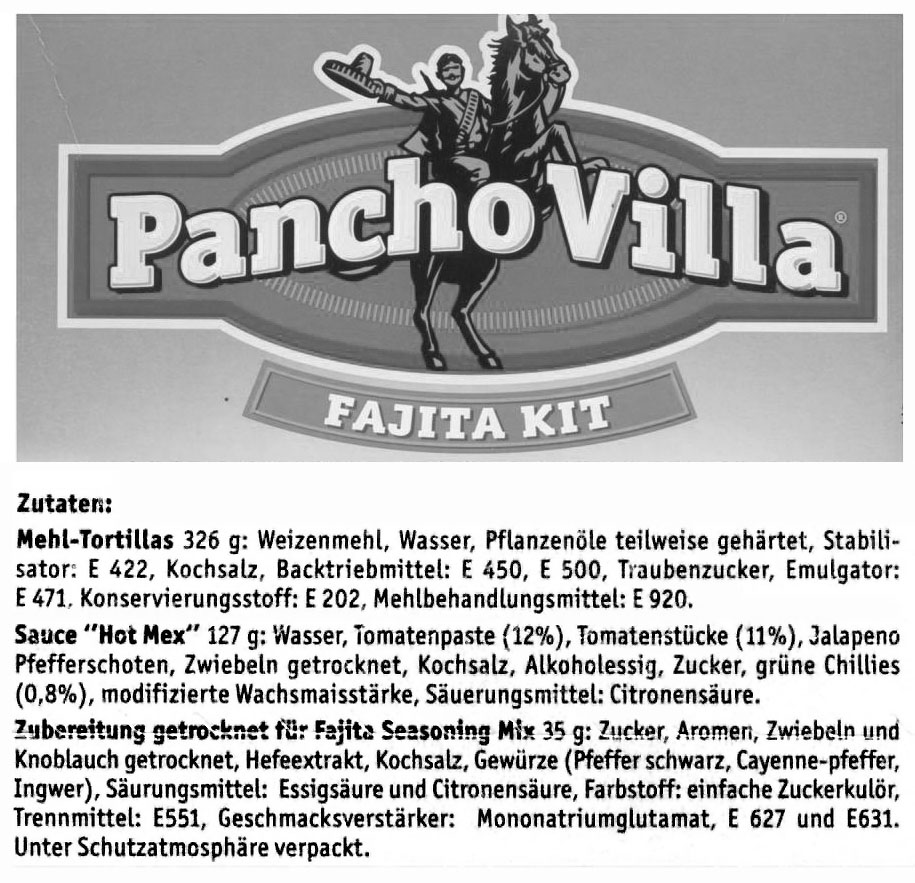 PanchoVilla®
FAJITA KIT
Zutaten:
Mehl-Tortillas 326 g: Weizenmehl, Wasser, Pflanzenöle teilweise gehärtet, Stabili-
sator: E 422, Kochsalz, Backtriebmittel: E 450, E 500, Traubenzucker, Emulgator:
E 471, Konservierungsstoff: E 202, Mehlbehandlungsmittel: E 920.
Sauce "Hot Mex" 127 g: Wasser, Tomatenpaste (12%), Tomatenstücke (11%), Jalapeno
Pfefferschoten, Zwiebeln getrocknet, Kochsalz, Alkoholessig, Zucker, grüne Chillies
(0,8%), modifizierte Wachsmaisstärke, Säuerungsmittel: Citronensäure.
Zubereitung getrocknet für Fajita Seasoning Mix 35 g: Zucker, Aromen, Zwiebeln und
Knoblauch getrocknet, Hefeextrakt, Kochsalz, Gewürze (Pfeffer schwarz, Cayenne-pfeffer,
Ingwer), Säurungsmittel: Essigsäure und Citronensäure, Farbstoff: einfache Zuckerkulör,
Trennmittel: E551, Geschmacksverstärker: Mononatriumglutamat, E 627 und E631.
Unter Schutzatmosphäre verpackt.